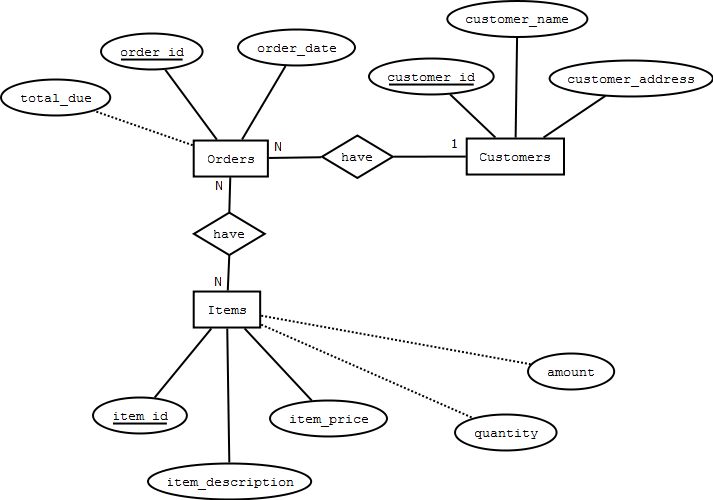 customer_name
order_id
order_date
customer_id
customer_address
total_due
Orders
N
have
1
Customers
N
have
N
Items
amount
item_id
item_price
quantity
item_description